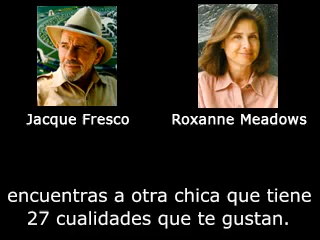 Jacque Fresco Roxanne Meadows
encuentras a otra chica que tiene
27 cualidades que te gustan.